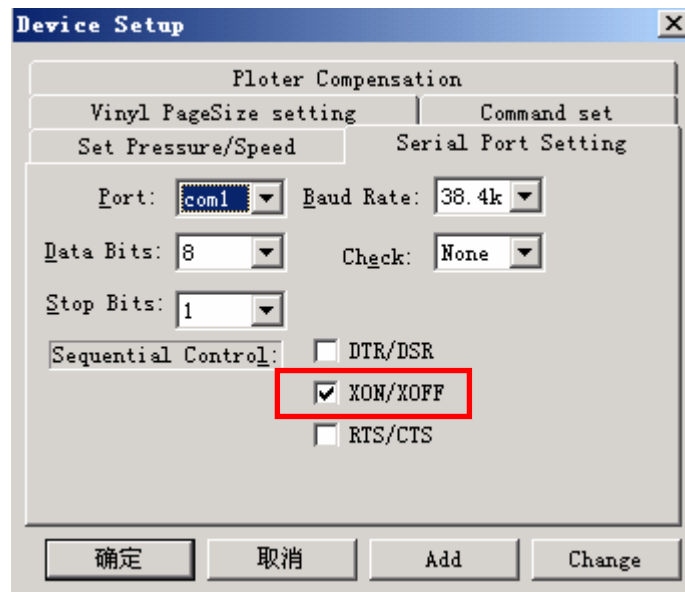 Device Setup
Ploter Compensation
Vinyl PageSize setting
Command set
Set Pressure/Speed
Serial Port Setting
Port: com1
Baud Rate: 38.4k
Data Bits: 8
Check: None
Stop Bits: 1
Sequential Control:
DTR/DSR
XON/XOFF
RTS/CTS
确定
取消
Add
Change